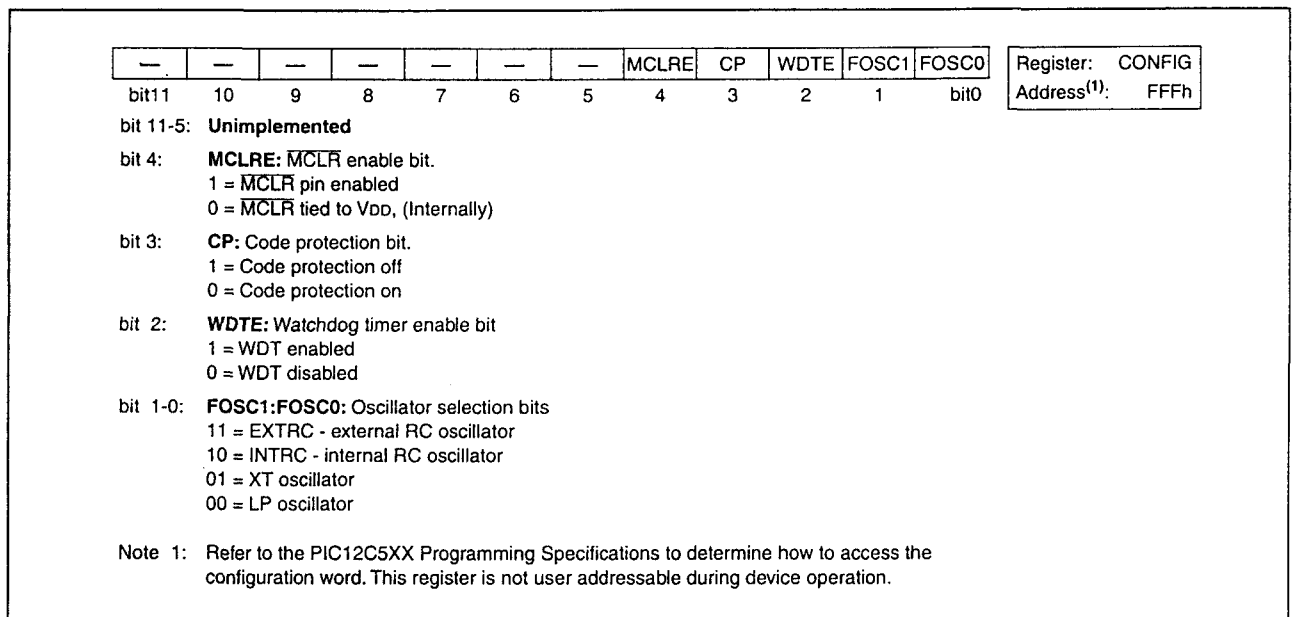 — — — — — — — MCLRE CP WDTE FOSC1 FOSC0 Register: CONFIG
bit11 10 9 8 7 6 5 4 3 2 1 bit0 Address(1): FFFh
bit 11-5: Unimplemented
bit 4: MCLRE: MCLR enable bit.
1 = MCLR pin enabled
0 = MCLR tied to VDD, (Internally)
bit 3: CP: Code protection bit.
1 = Code protection off
0 = Code protection on
bit 2: WDTE: Watchdog timer enable bit
1 = WDT enabled
0 = WDT disabled
bit 1-0: FOSC1:FOSC0: Oscillator selection bits
11 = EXTRC - external RC oscillator
10 = INTRC - internal RC oscillator
01 = XT oscillator
00 = LP oscillator
Note 1: Refer to the PIC12C5XX Programming Specifications to determine how to access the
configuration word. This register is not user addressable during device operation.